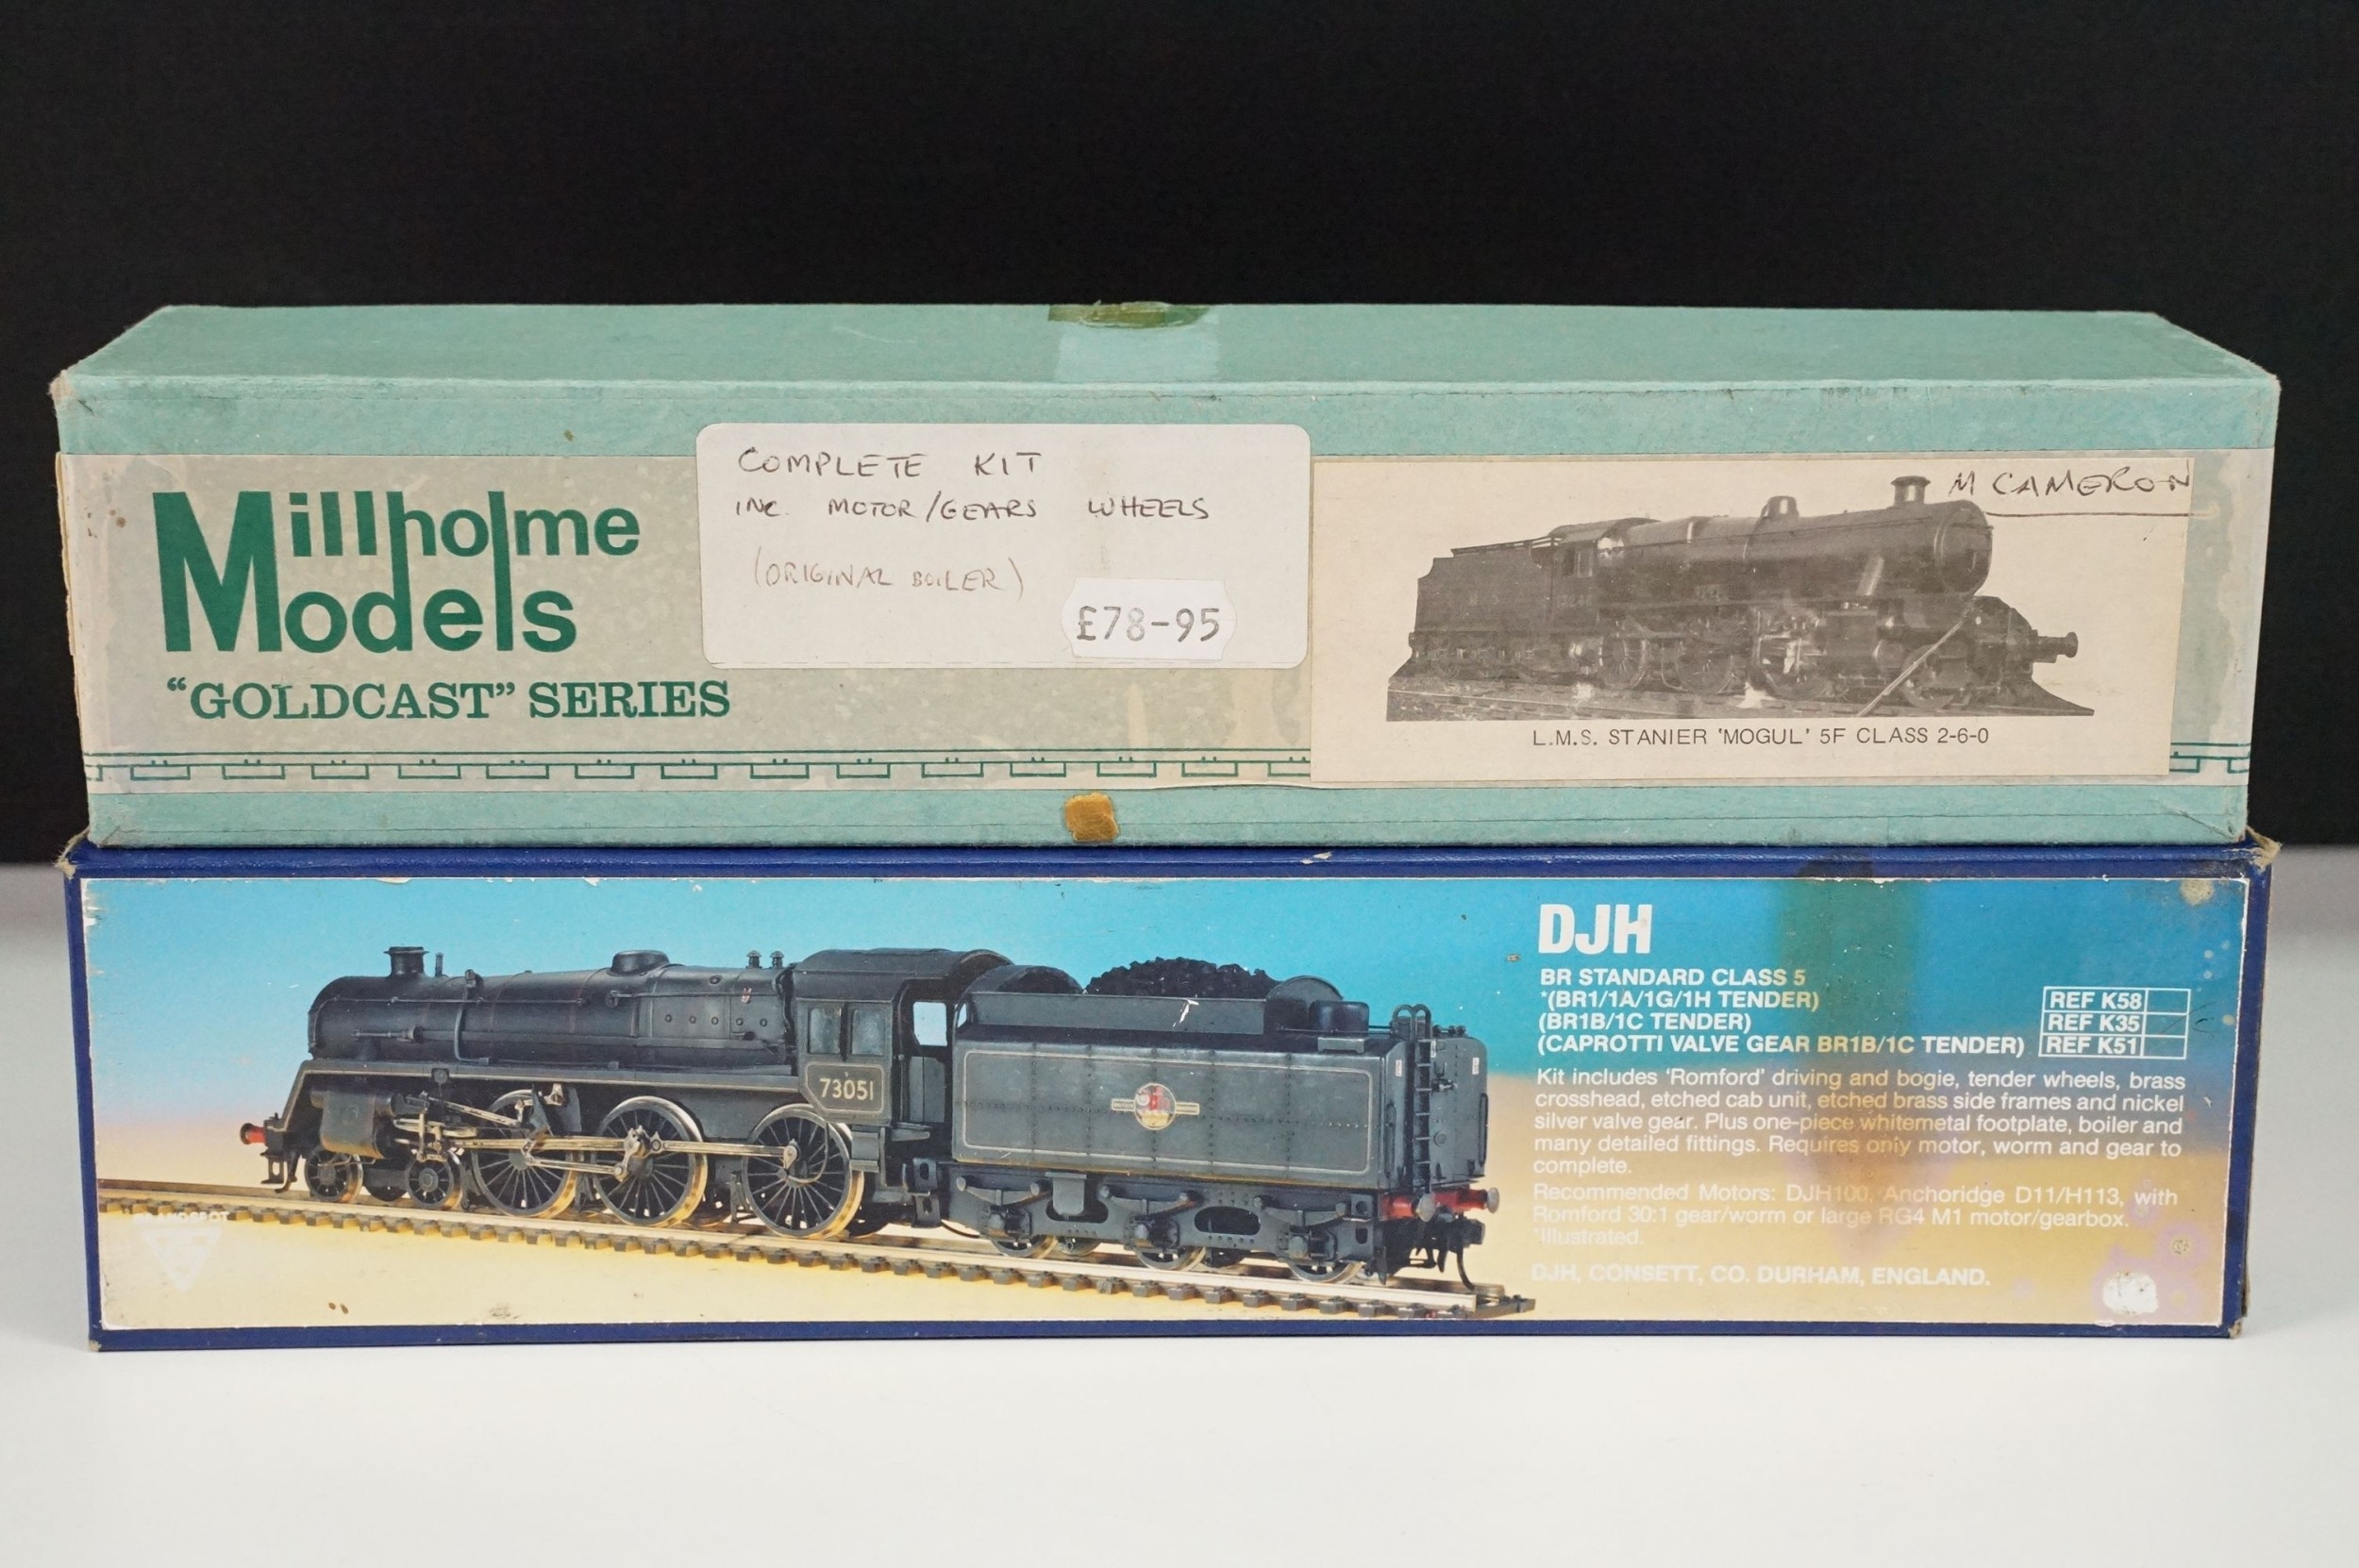 Millholme
Models
“GOLDCAST” SERIES
COMPLETE KIT
INC. MOTOR/GEARS WHEELS
(ORIGINAL BOILER)
£78-95
M CAMERON
L.M.S. STANIER 'MOGUL' 5F CLASS 2-6-0
73051
DJH
BR STANDARD CLASS 5
*(BR1/1A/1G/1H TENDER) REF K58
(BR1B/1C TENDER) REF K35
(CAPROTTI VALVE GEAR BR1B/1C TENDER) REF K51
Kit includes 'Romford' driving and bogie, tender wheels, brass
crosshead, etched cab unit, etched brass side frames and nickel
silver valve gear. Plus one-piece whitemetal footplate, boiler and
many detailed fittings. Requires only motor, worm and gear to
complete.
Recommended Motors: DJH100, Anchoridge D11/H113, with
Romford 30:1 gear/worm or large RG4 M1 motor/gearbox.
*Illustrated.
DJH, CONSETT, CO. DURHAM, ENGLAND.